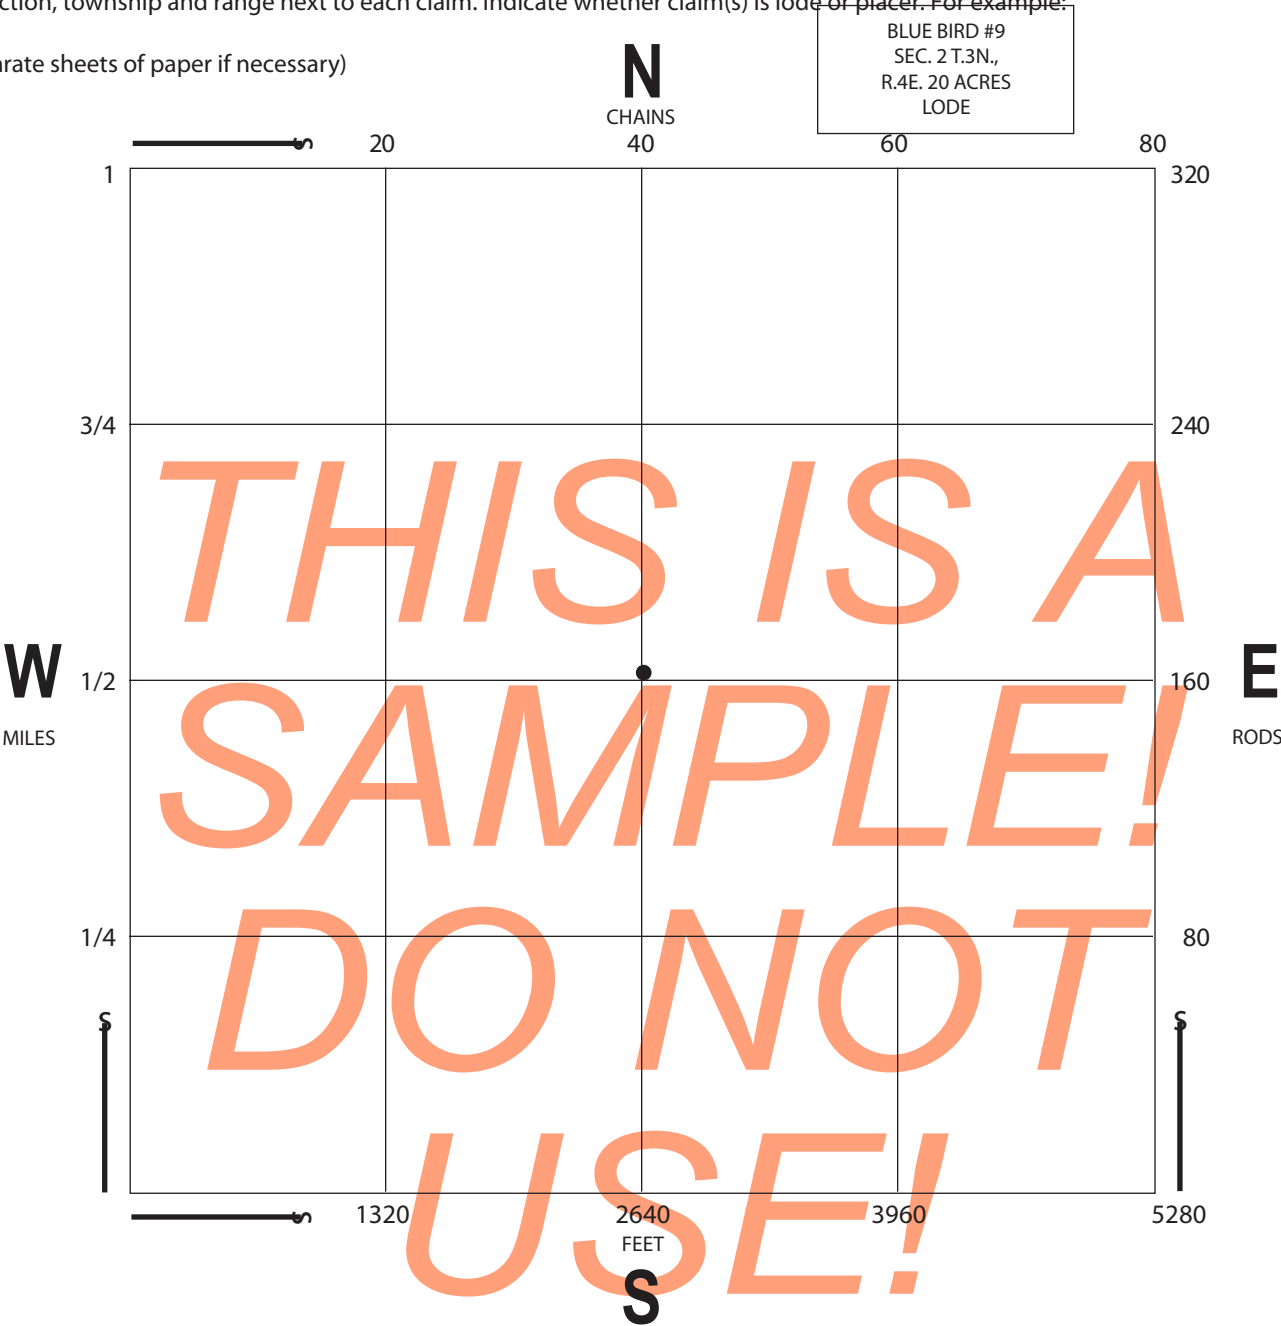 ction, township and range next to each claim. Indicate whether claim(s) is lode or placer. For example:
BLUE BIRD #9
SEC. 2 T.3N.,
R.4E. 20 ACRES
LODE
arate sheets of paper if necessary)
N
CHAINS
S 20 40 60 80
1 320
3/4 240
THIS IS A
W 1/2 160 E
MILES RODS
SAMPLE!
1/4 80
DO NOT
S S
USE!
S 1320 2640 3960 5280
FEET
S